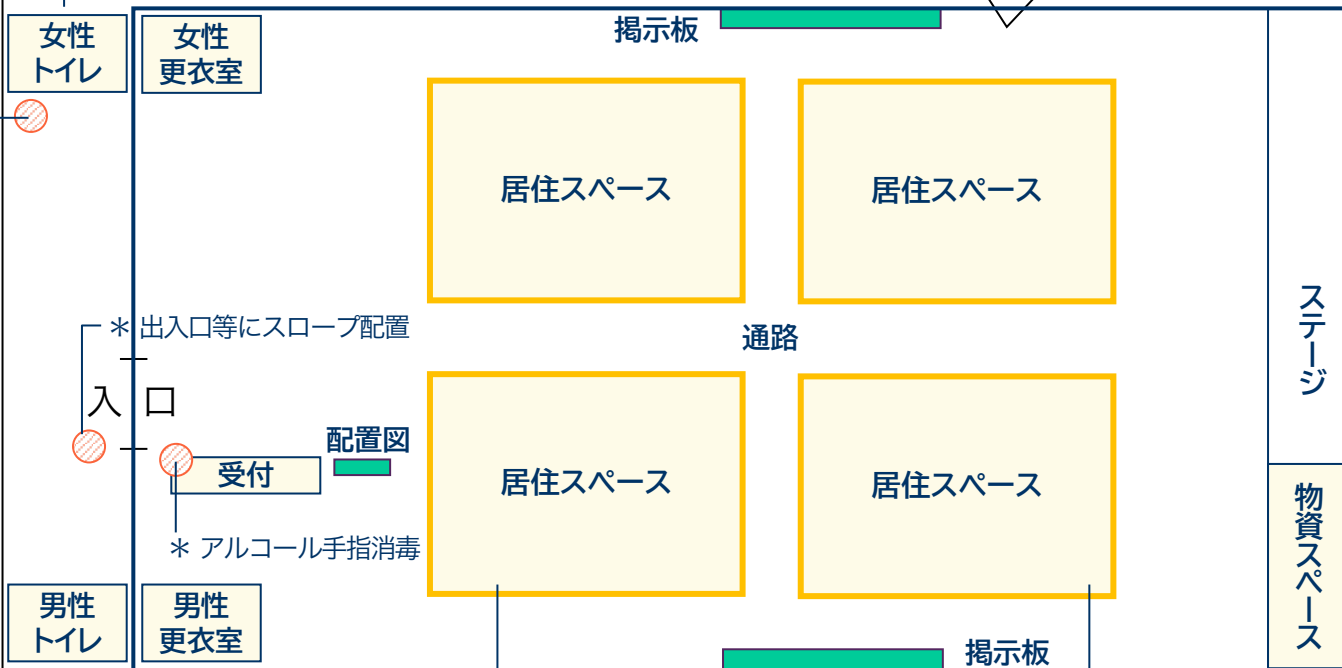 女性
トイレ
女性
更衣室
掲示板
居住スペース
居住スペース
ステージ
＊ 出入口等にスロープ配置
通路
入 口
配置図
受付
居住スペース
居住スペース
物資スペース
＊ アルコール手指消毒
男性
トイレ
男性
更衣室
掲示板